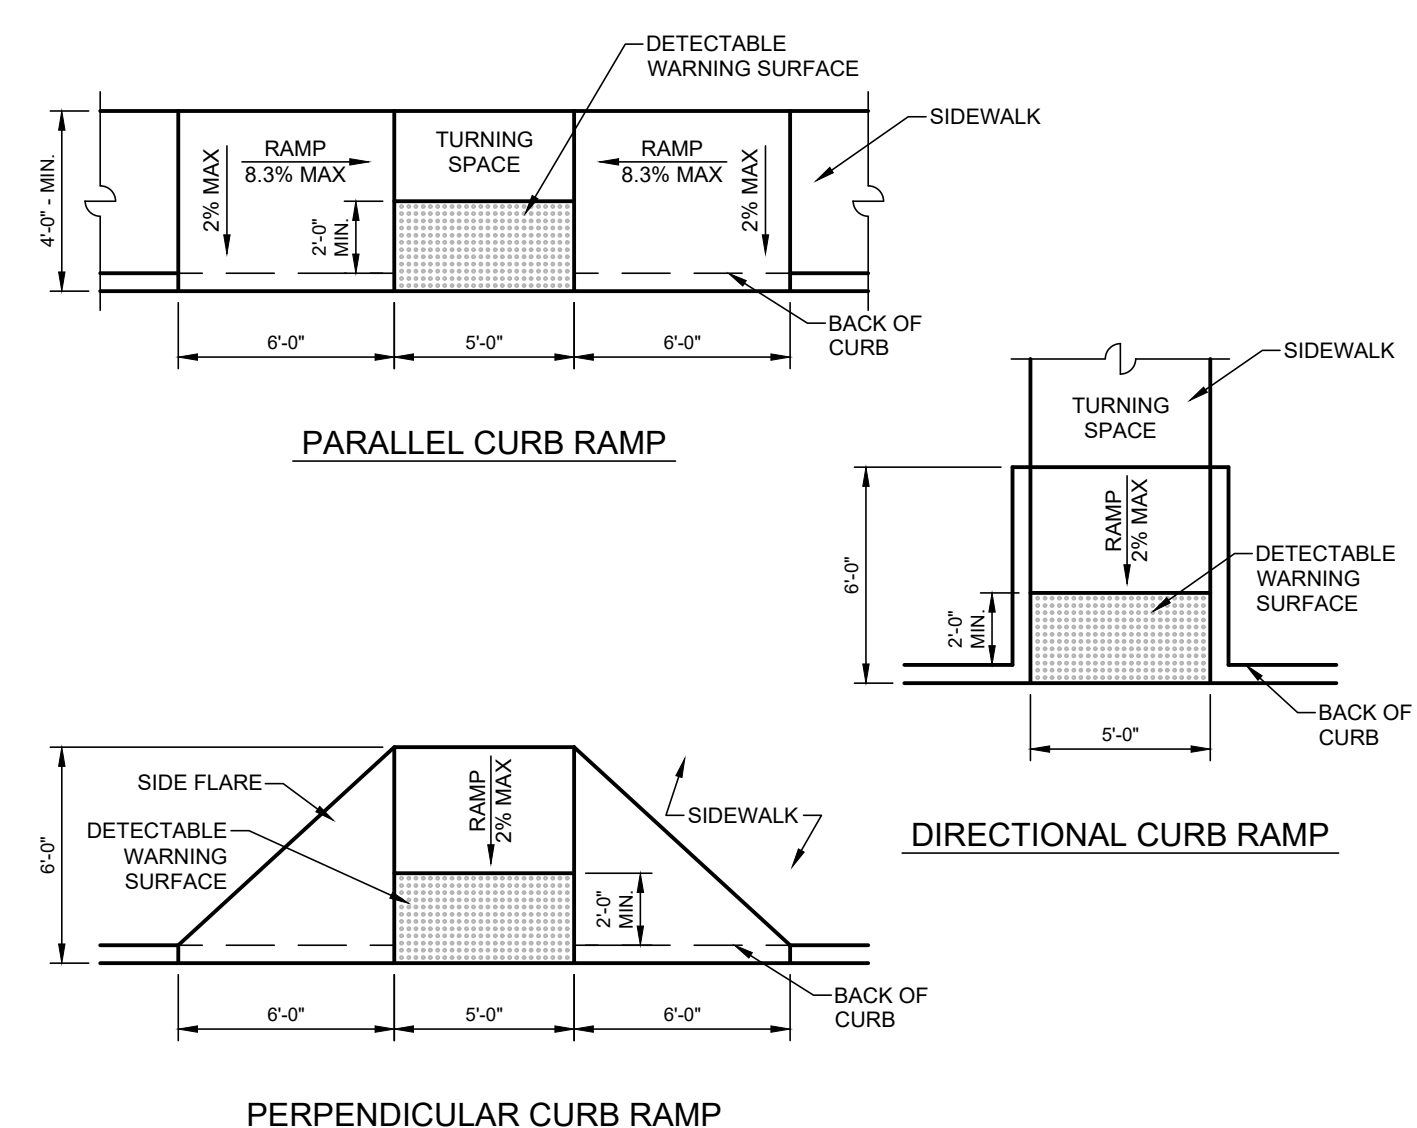 DETECTABLE
WARNING SURFACE
SIDEWALK
4'-0" - MIN.
2% MAX
RAMP
8.3% MAX
TURNING
SPACE
RAMP
8.3% MAX
2% MAX
2'-0"
MIN.
BACK OF
CURB
6'-0"
5'-0"
6'-0"
PARALLEL CURB RAMP
SIDEWALK
TURNING
SPACE
RAMP
2% MAX
6'-0"
2'-0"
MIN.
DETECTABLE
WARNING
SURFACE
BACK OF
CURB
5'-0"
DIRECTIONAL CURB RAMP
SIDE FLARE
DETECTABLE
WARNING
SURFACE
6'-0"
RAMP
2% MAX
2'-0"
MIN.
SIDEWALK
BACK OF
CURB
6'-0"
5'-0"
6'-0"
PERPENDICULAR CURB RAMP